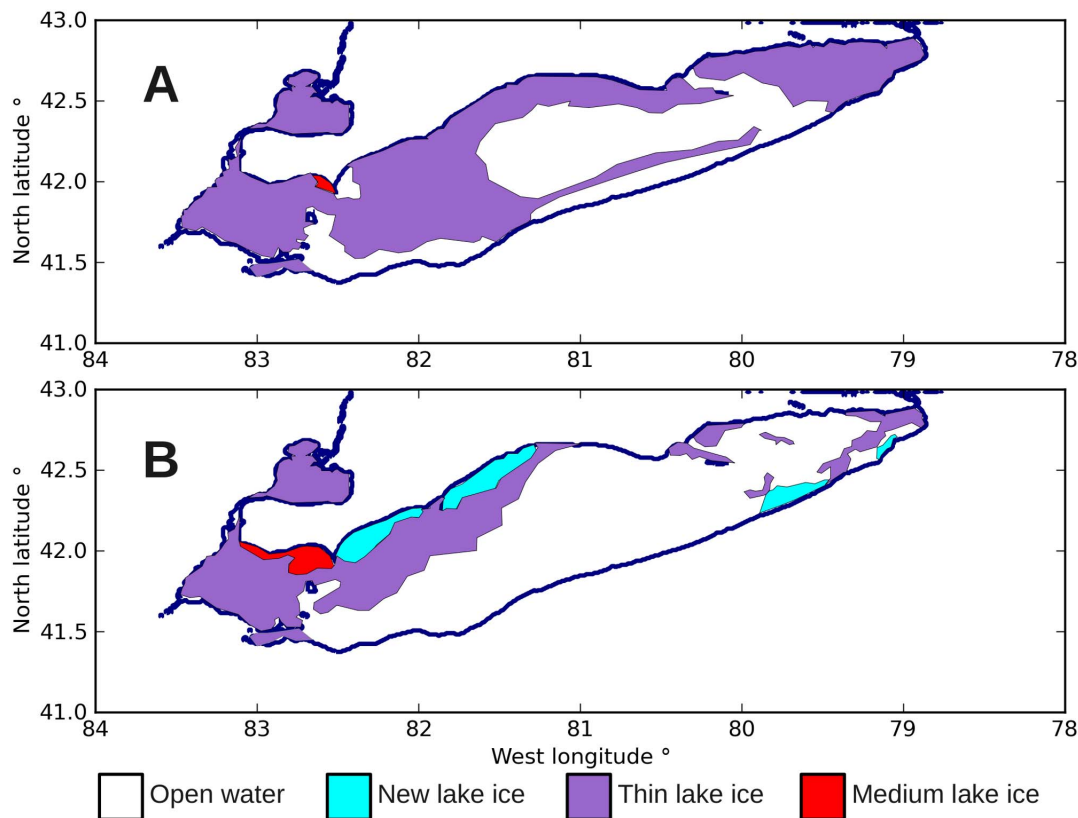 43.0
A
42.5
North latitude °
42.0
41.5
41.0
84 83 82 81 80 79 78
43.0
B
42.5
North latitude °
42.0
41.5
41.0
84 83 82 81 80 79 78
West longitude °
Open water New lake ice Thin lake ice Medium lake ice